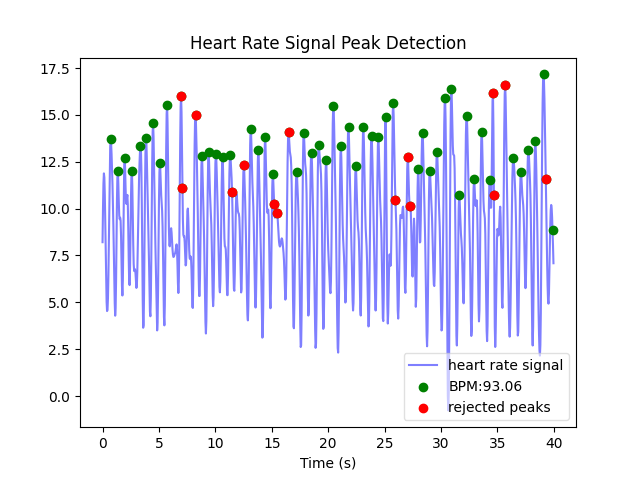 Heart Rate Signal Peak Detection
17.5
15.0
12.5
10.0
7.5
5.0
2.5
0.0
heart rate signal
BPM:93.06
rejected peaks
0 5 10 15 20 25 30 35 40
Time (s)